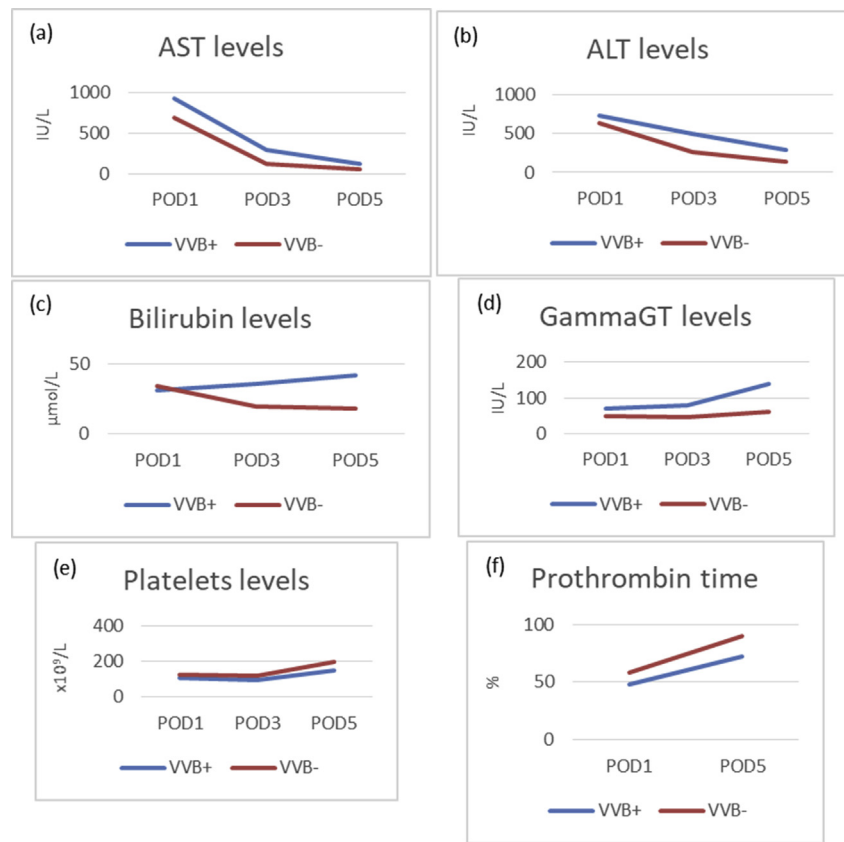 (a)
AST levels
IU/L
1000
500
0
POD1 POD3 POD5
VVB+ VVB-
(b)
ALT levels
IU/L
1000
500
0
POD1 POD3 POD5
VVB+ VVB-
(c)
Bilirubin levels
µmol/L
50
0
POD1 POD3 POD5
VVB+ VVB-
(d)
GammaGT levels
IU/L
200
100
0
POD1 POD3 POD5
VVB+ VVB-
(e)
Platelets levels
x10⁹/L
400
200
0
POD1 POD3 POD5
VVB+ VVB-
(f)
Prothrombin time
%
100
50
0
POD1 POD5
VVB+ VVB-